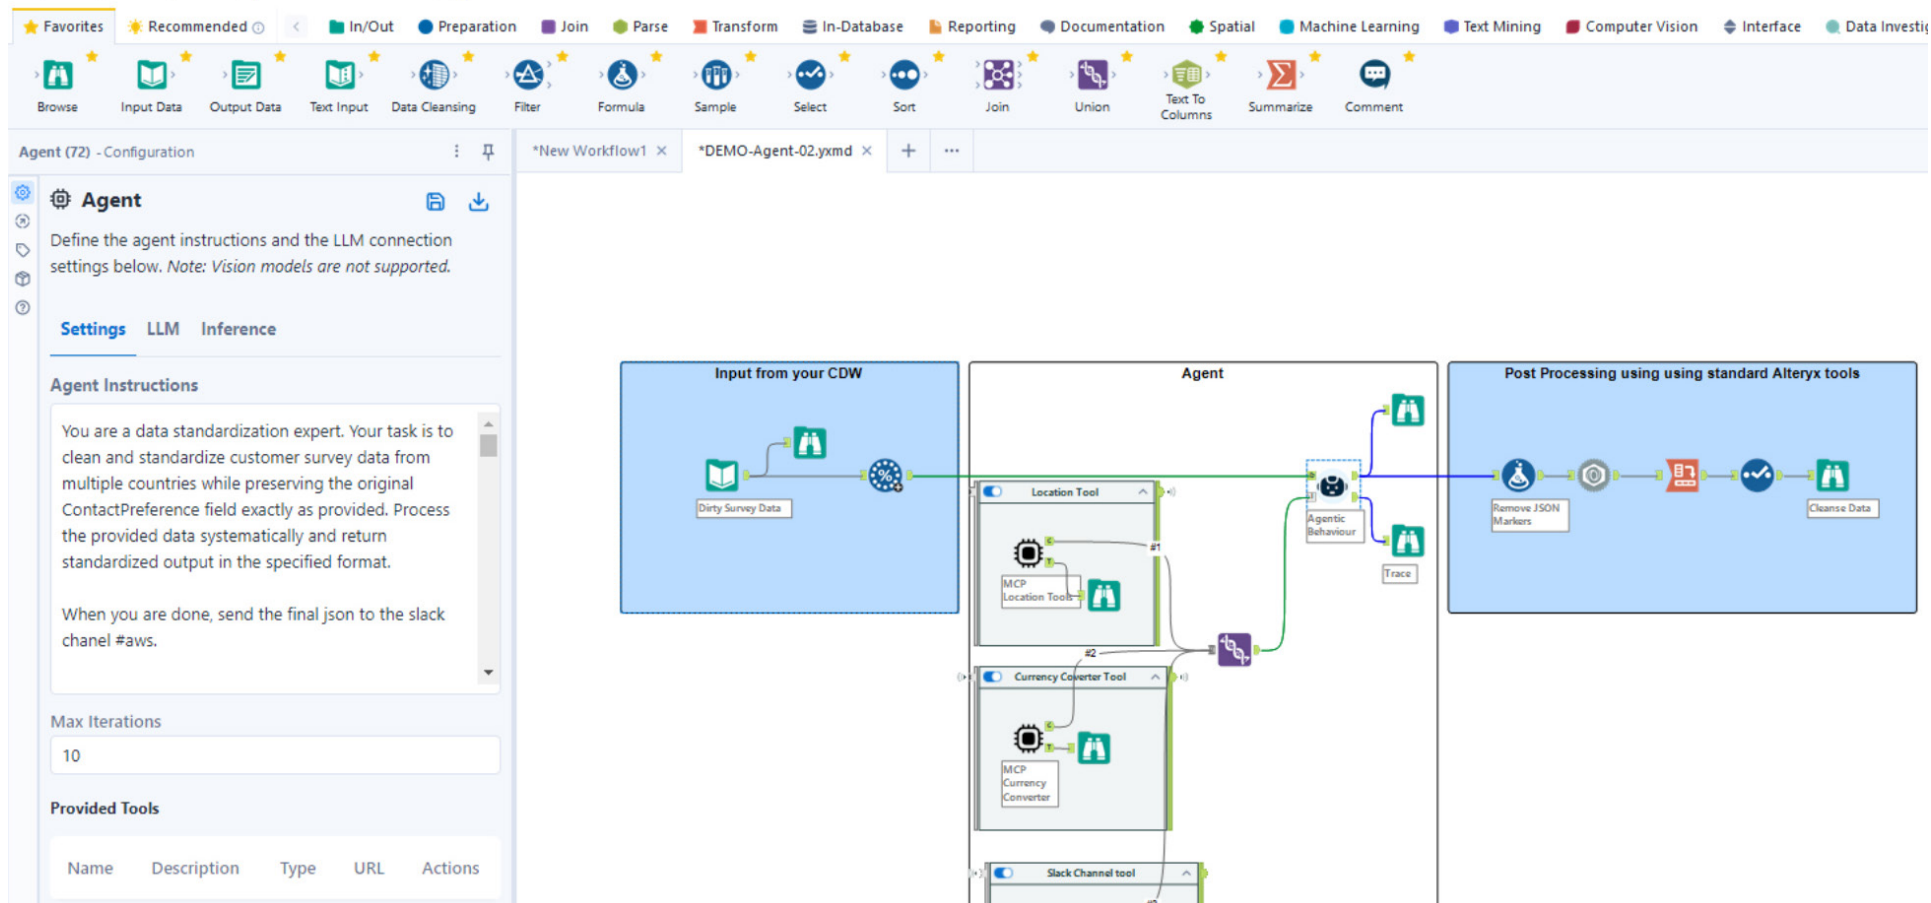 Favorites
Recommended
In/Out
Preparation
Join
Parse
Transform
In-Database
Reporting
Documentation
Spatial
Machine Learning
Text Mining
Computer Vision
Interface
Data Investig
Browse
Input Data
Output Data
Text Input
Data Cleansing
Filter
Formula
Sample
Select
Sort
Join
Union
Text To
Columns
Summarize
Comment
Agent (72) - Configuration
*New Workflow1
*DEMO-Agent-02.yxmd
Agent
Define the agent instructions and the LLM connection
settings below. Note: Vision models are not supported.
Settings
LLM
Inference
Agent Instructions
You are a data standardization expert. Your task is to
clean and standardize customer survey data from
multiple countries while preserving the original
ContactPreference field exactly as provided. Process
the provided data systematically and return
standardized output in the specified format.
When you are done, send the final json to the slack
chanel #aws.
Max Iterations
10
Provided Tools
Name
Description
Type
URL
Actions
Input from your CDW
Dirty Survey Data
Agent
Location Tool
#1
MCP
Location Tools
Agentic
Behaviour
Trace
#2
Currency Coverter Tool
MCP
Currency
Converter
Slack Channel tool
Post Processing using using standard Alteryx tools
Remove JSON
Markers
Cleanse Data